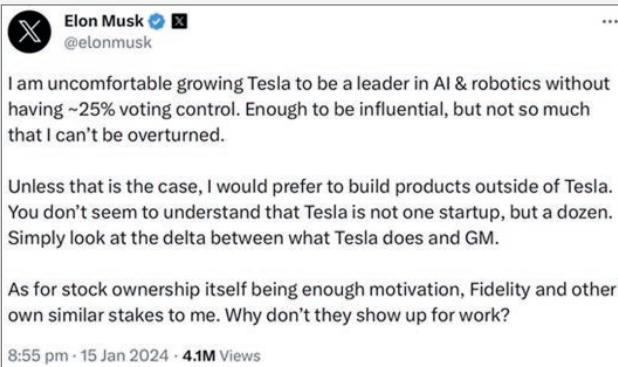 Elon Musk
@elonmusk
I am uncomfortable growing Tesla to be a leader in AI & robotics without
having ~25% voting control. Enough to be influential, but not so much
that I can’t be overturned.
Unless that is the case, I would prefer to build products outside of Tesla.
You don’t seem to understand that Tesla is not one startup, but a dozen.
Simply look at the delta between what Tesla does and GM.
As for stock ownership itself being enough motivation, Fidelity and other
own similar stakes to me. Why don’t they show up for work?
8:55 pm · 15 Jan 2024 · 4.1M Views